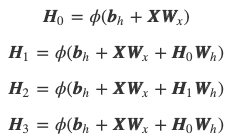 H₀ = ϕ(bₕ + XWₓ)
H₁ = ϕ(bₕ + XWₓ + H₀Wₕ)
H₂ = ϕ(bₕ + XWₓ + H₁Wₕ)
H₃ = ϕ(bₕ + XWₓ + H₀Wₕ)